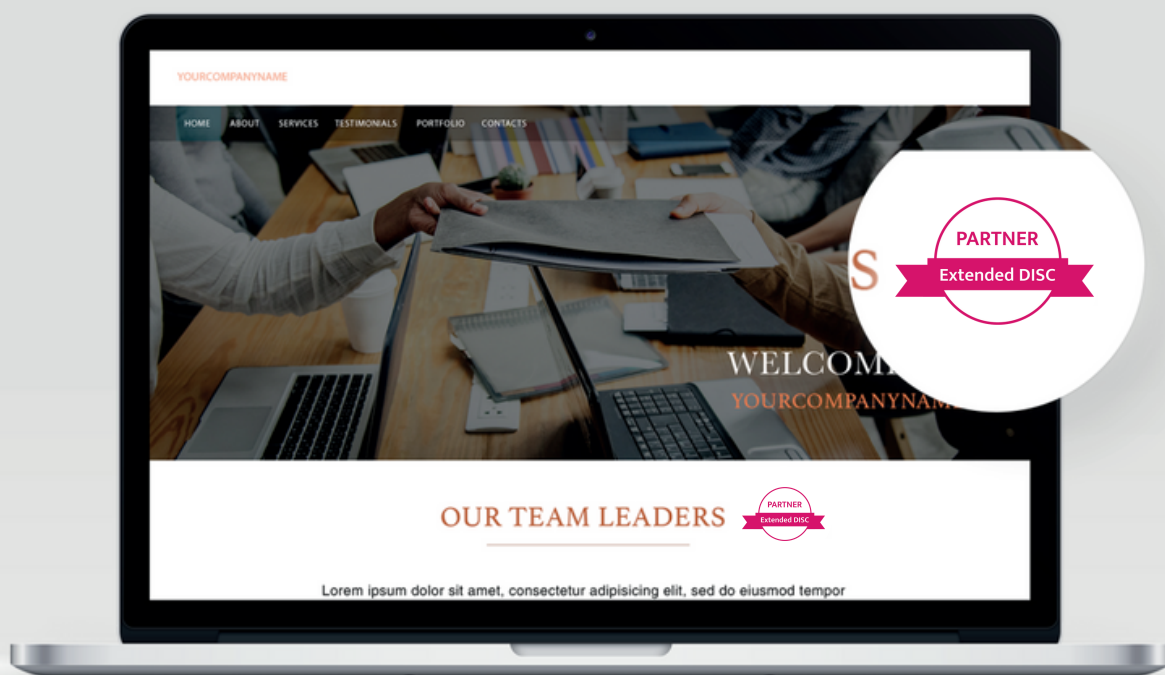 YOURCOMPANYNAME
HOME ABOUT SERVICES TESTIMONIALS PORTFOLIO CONTACTS
S
PARTNER
Extended DISC
WELCOM
YOURCOMPANYNAM
OUR TEAM LEADERS
PARTNER
Extended DISC
Lorem ipsum dolor sit amet, consectetur adipisicing elit, sed do eiusmod tempor